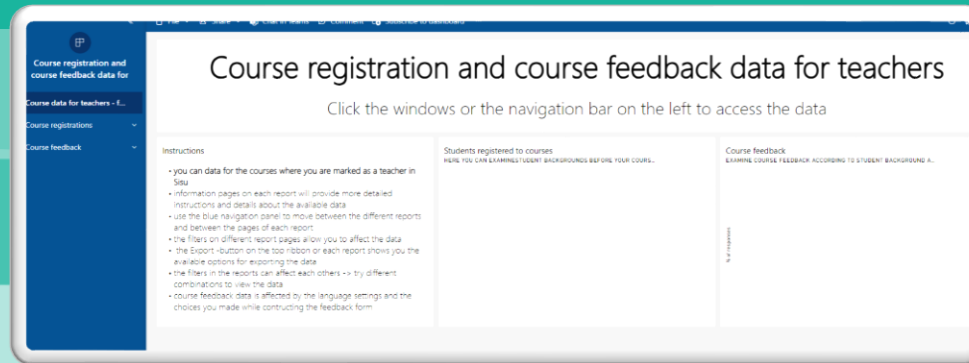 File Share Chat in Teams Comment Subscribe to dashboard
Course registration and
course feedback data for
Course data for teachers - f...
Course registrations
Course feedback
Course registration and course feedback data for teachers
Click the windows or the navigation bar on the left to access the data
Instructions
• you can data for the courses where you are marked as a teacher in
Sisu
• information pages on each report will provide more detailed
instructions and details about the available data
• use the blue navigation panel to move between the different reports
and between the pages of each report
• the filters on different report pages allow you to affect the data
• the Export -button on the top ribbon or each report shows you the
available options for exporting the data
• the filters in the reports can affect each others -> try different
combinations to view the data
• course feedback data is affected by the language settings and the
choices you made while contructing the feedback form
Students registered to courses
HERE YOU CAN EXAMINESTUDENT BACKGROUNDS BEFORE YOUR COURS..
Course feedback
EXAMINE COURSE FEEDBACK ACCORDING TO STUDENT BACKGROUND A..
% of responses